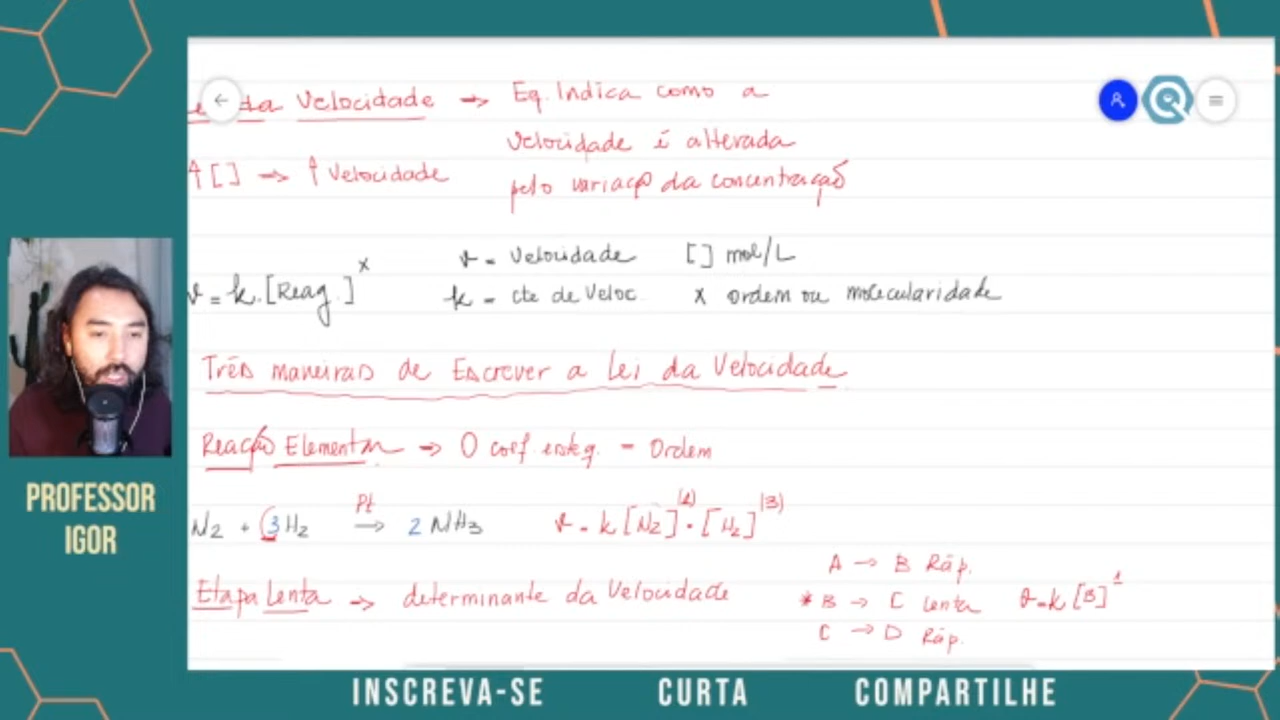 da Velocidade → Eq. Indica como a
velocidade é alterada
pelo variação da concentração
↑[ ] → ↑ Velocidade
v = Velocidade [ ] mol/L
v = k.[Reag.]^x
k = cte de Veloc. x ordem ou molecularidade
Três maneiras de Escrever a Lei da Velocidade
Reação Elementar → O coef esteq. = Ordem
N2 + 3H2 Pt → 2 NH3 v = k [N2]^(1) · [H2]^(3)
A → B Ráp.
Etapa Lenta → determinante da Velocidade * B → C lenta v=k [B]^1
C → D Ráp.
PROFESSOR
IGOR
INSCREVA-SE CURTA COMPARTILHE